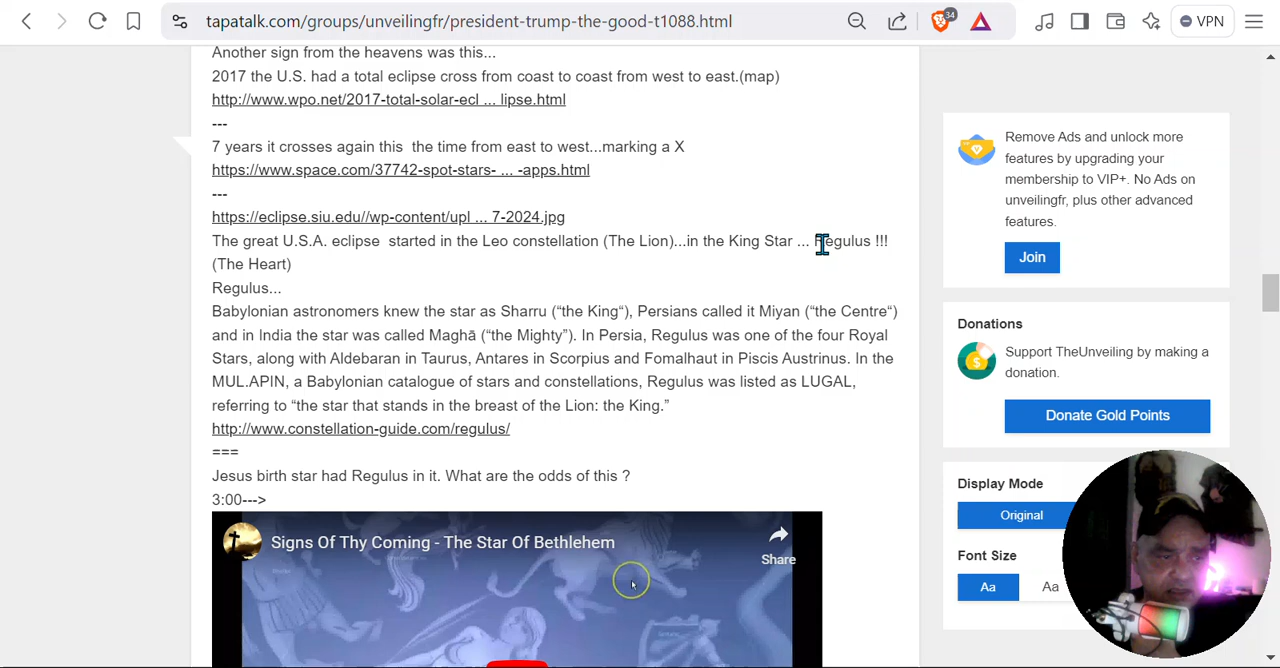 tapatalk.com/groups/unveilingfr/president-trump-the-good-t1088.html
34
VPN
Another sign from the heavens was this...
2017 the U.S. had a total eclipse cross from coast to coast from west to east.(map)
http://www.wpo.net/2017-total-solar-ecl ... lipse.html
---
7 years it crosses again this  the time from east to west...marking a X
https://www.space.com/37742-spot-stars- ... -apps.html
---
https://eclipse.siu.edu//wp-content/upl ... 7-2024.jpg
The great U.S.A. eclipse  started in the Leo constellation (The Lion)...in the King Star ... Regulus !!!
(The Heart)
Regulus...
Babylonian astronomers knew the star as Sharru (“the King“), Persians called it Miyan (“the Centre“)
and in India the star was called Maghā (“the Mighty”). In Persia, Regulus was one of the four Royal
Stars, along with Aldebaran in Taurus, Antares in Scorpius and Fomalhaut in Piscis Austrinus. In the
MUL.APIN, a Babylonian catalogue of stars and constellations, Regulus was listed as LUGAL,
referring to “the star that stands in the breast of the Lion: the King.”
http://www.constellation-guide.com/regulus/
===
Jesus birth star had Regulus in it. What are the odds of this ?
3:00--->
Signs Of Thy Coming - The Star Of Bethlehem
Share
Remove Ads and unlock more
features by upgrading your
membership to VIP+. No Ads on
unveilingfr, plus other advanced
features.
Join
Donations
Support TheUnveiling by making a
donation.
Donate Gold Points
Display Mode
Original
Font Size
Aa
Aa